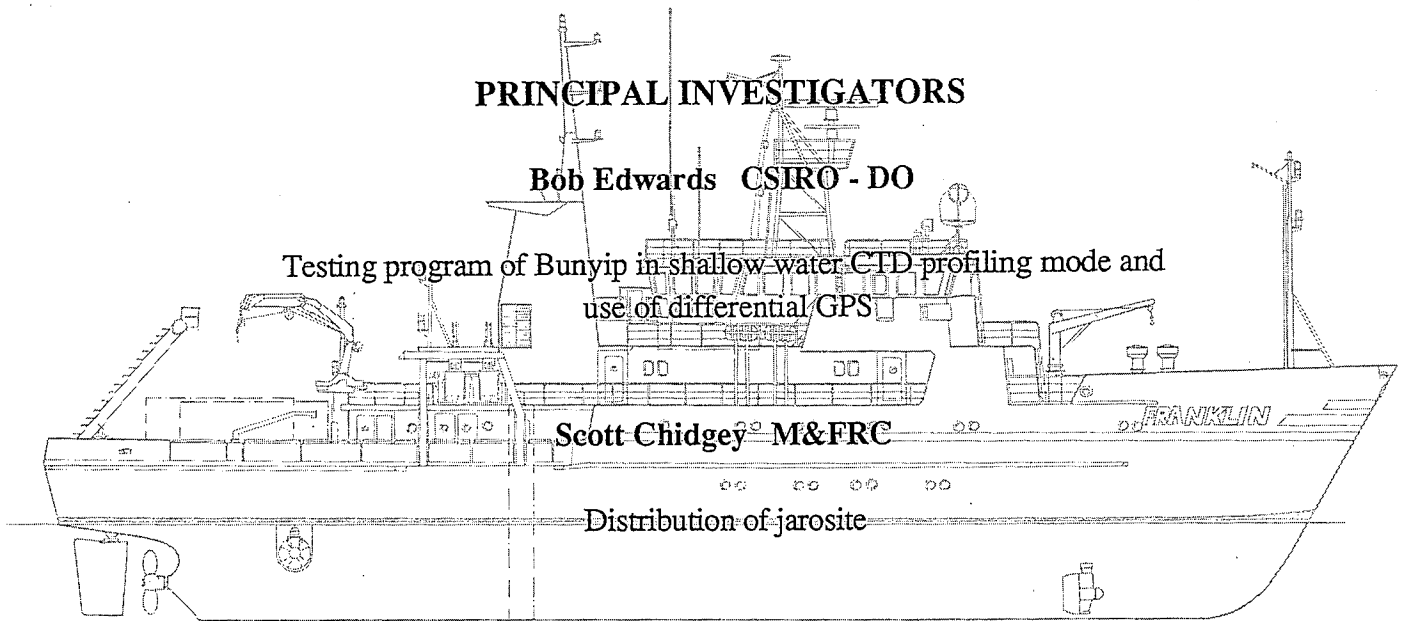 PRINCIPAL INVESTIGATORS
Bob Edwards CSIRO - DO
Testing program of Bunyip in shallow water CTD profiling mode and
use of differential GPS
FRANKLIN
Scott Chidgey M&FRC
Distribution of jarosite